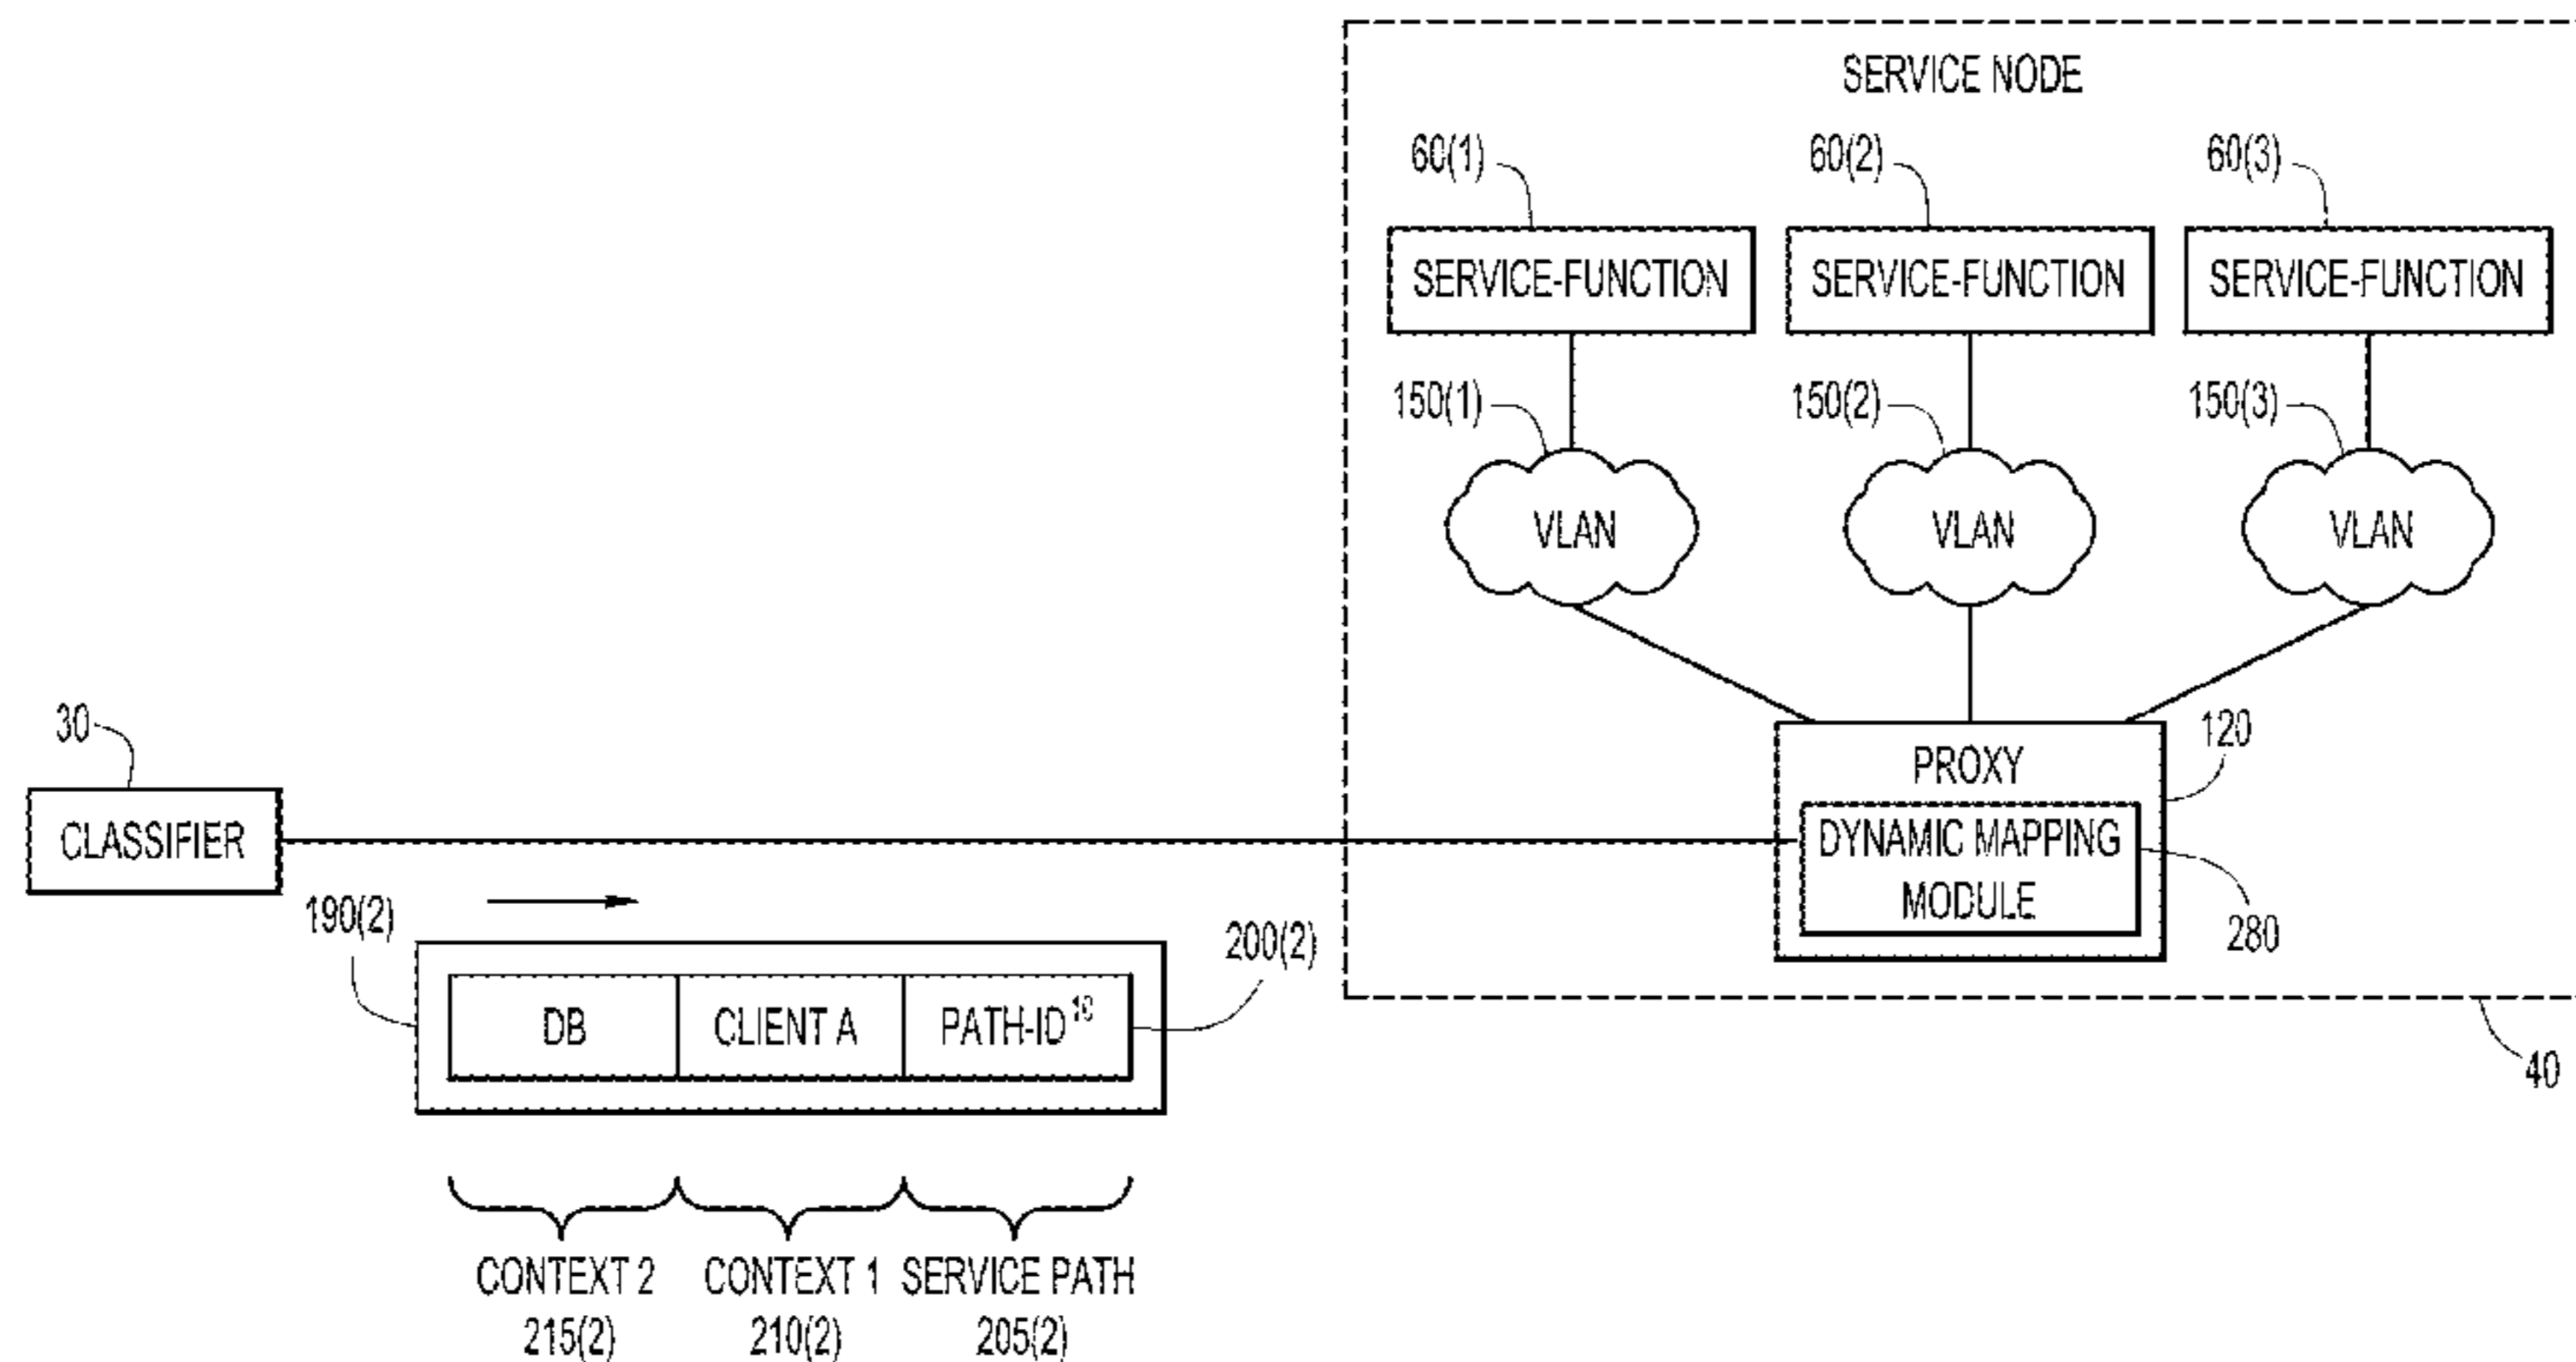 SERVICE NODE
60(1) 60(2) 60(3)
SERVICE-FUNCTION SERVICE-FUNCTION SERVICE-FUNCTION
150(1) 150(2) 150(3)
VLAN VLAN VLAN
30
120
PROXY
CLASSIFIER
DYNAMIC MAPPING
MODULE
280
190(2)
200(2)
DB CLIENT A PATH-ID¹⁰
40
CONTEXT 2 CONTEXT 1 SERVICE PATH
215(2) 210(2) 205(2)